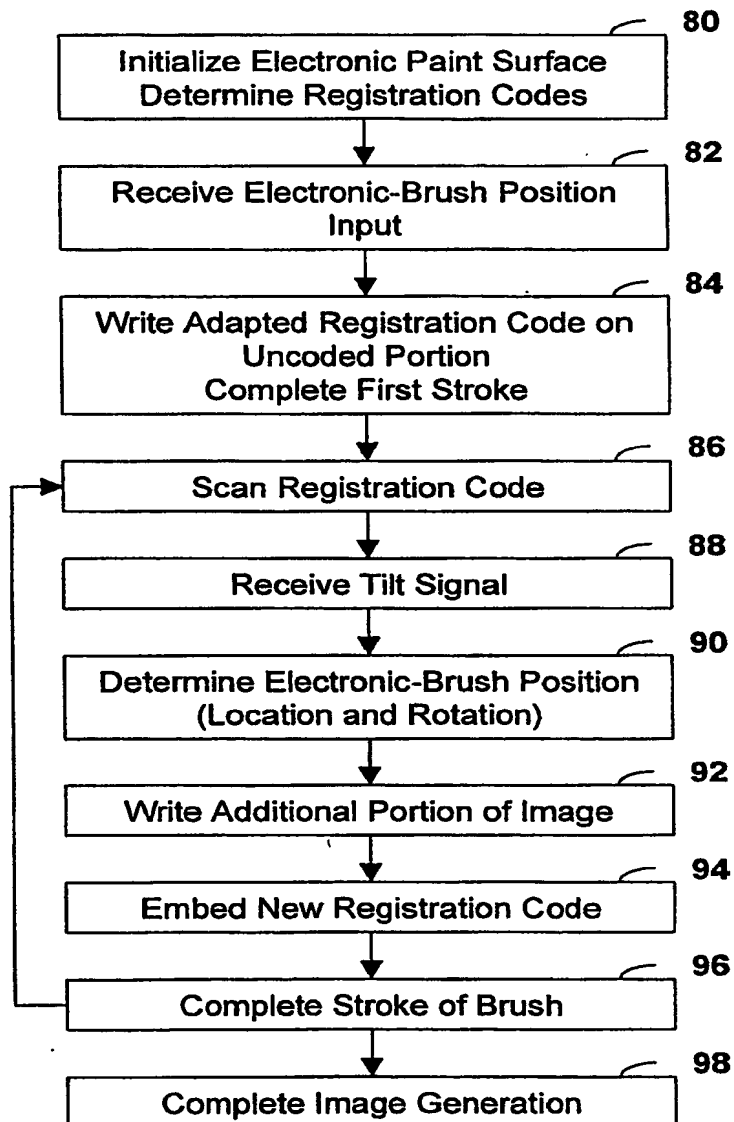 80
Initialize Electronic Paint Surface
Determine Registration Codes
82
Receive Electronic-Brush Position
Input
84
Write Adapted Registration Code on
Uncoded Portion
Complete First Stroke
86
Scan Registration Code
88
Receive Tilt Signal
90
Determine Electronic-Brush Position
(Location and Rotation)
92
Write Additional Portion of Image
94
Embed New Registration Code
96
Complete Stroke of Brush
98
Complete Image Generation